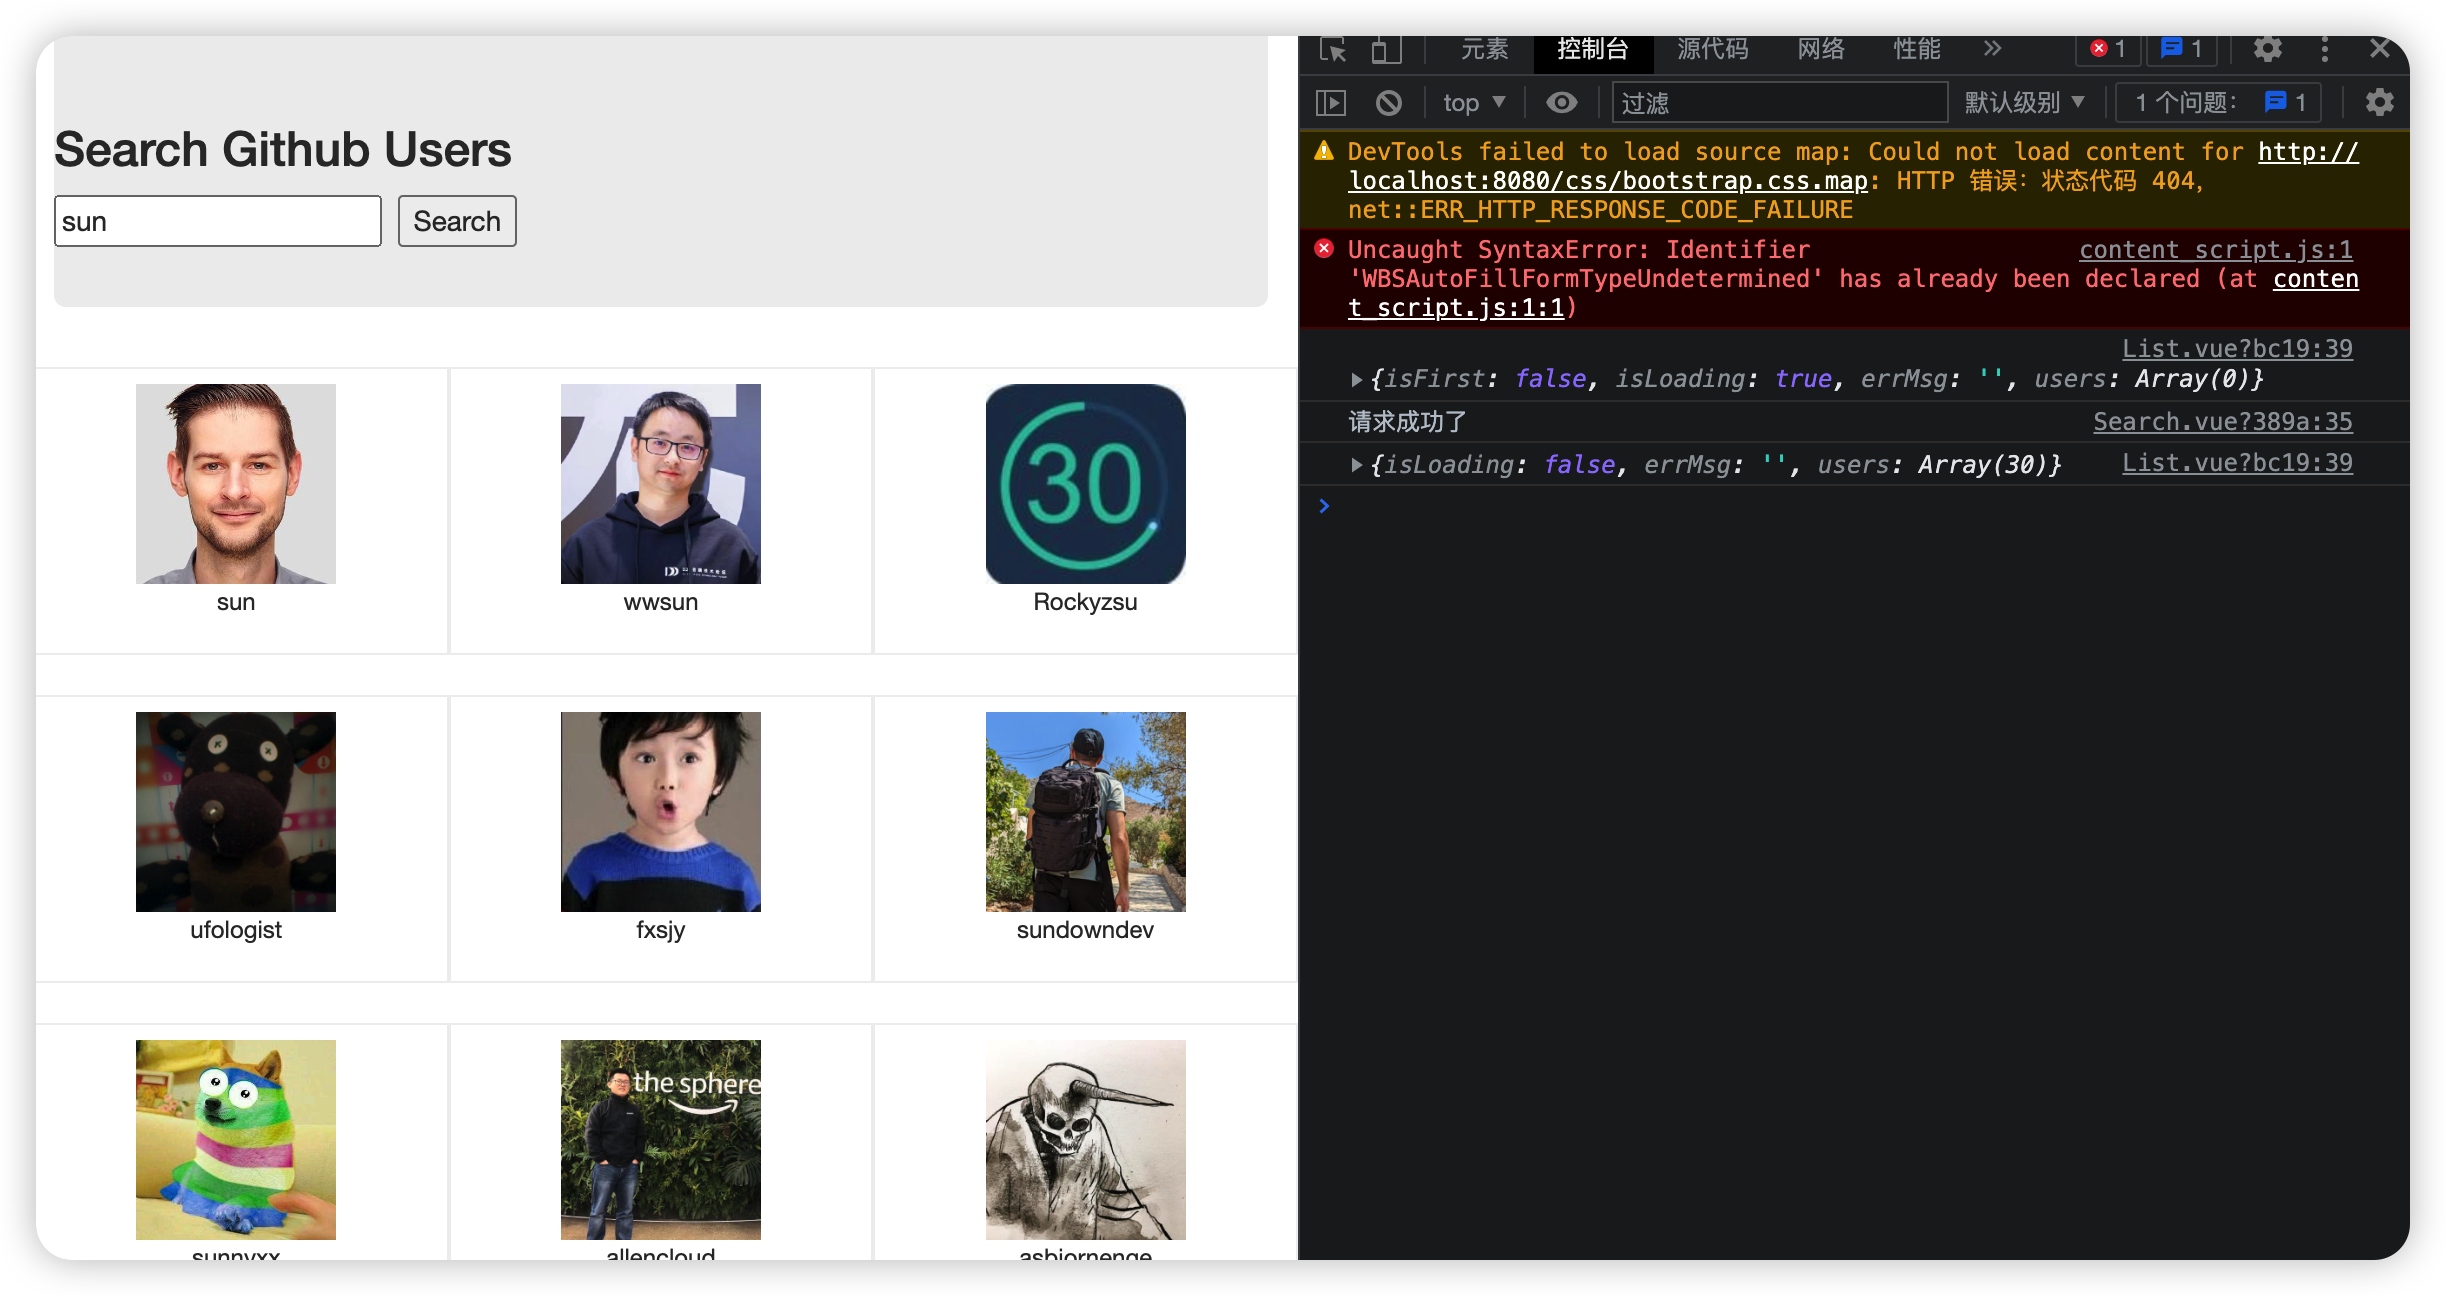 Search Github Users
sun
Search
sun
wwsun
30
Rockyzsu
ufologist
fxsjy
sundowndev
the sphere
sunnyxx
allencloud
asbjornenge
元素
控制台
源代码
网络
性能
1
1
top
过滤
默认级别
1 个问题:
1
DevTools failed to load source map: Could not load content for http://
localhost:8080/css/bootstrap.css.map: HTTP 错误: 状态代码 404,
net::ERR_HTTP_RESPONSE_CODE_FAILURE
Uncaught SyntaxError: Identifier content_script.js:1
'WBSAutoFillFormTypeUndetermined' has already been declared (at conten
t_script.js:1:1)
List.vue?bc19:39
{isFirst: false, isLoading: true, errMsg: '', users: Array(0)}
请求成功了 Search.vue?389a:35
{isLoading: false, errMsg: '', users: Array(30)} List.vue?bc19:39